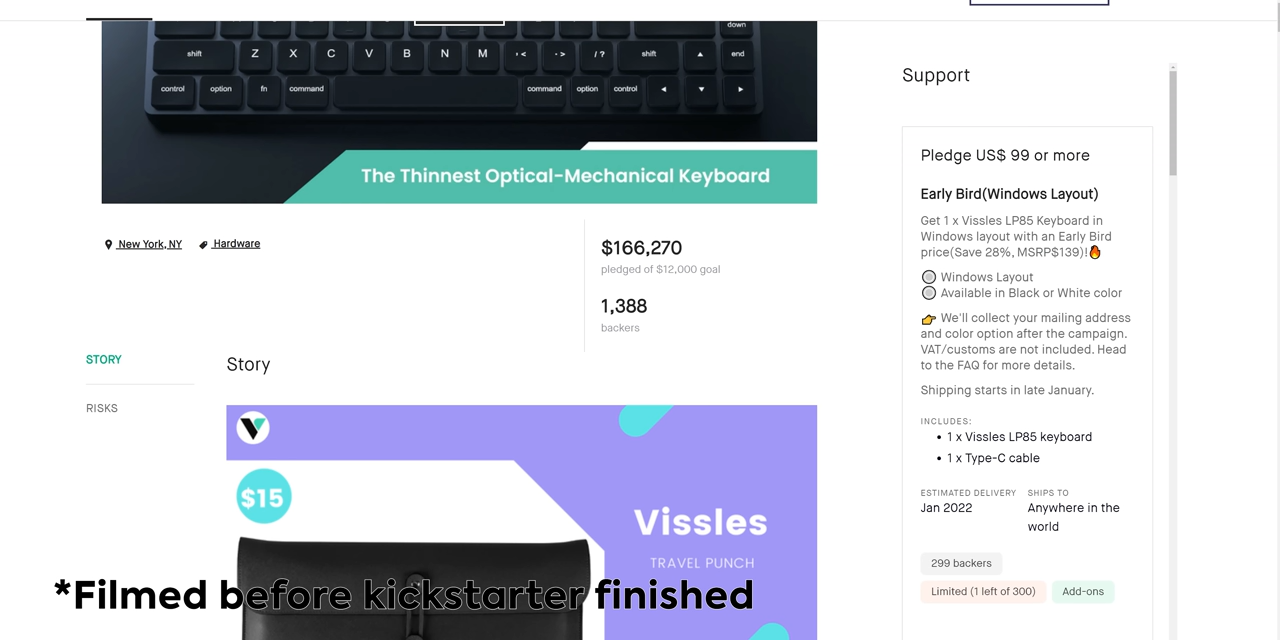 down
shift Z X C V B N M , < . > / ? shift ▲ end
control option fn command command option control ◄ ▼ ►
The Thinnest Optical-Mechanical Keyboard
New York, NY Hardware
$166,270
pledged of $12,000 goal
1,388
backers
STORY
RISKS
Story
$15
Vissles
TRAVEL PUNCH
*Filmed before kickstarter finished
Support
Pledge US$ 99 or more
Early Bird(Windows Layout)
Get 1 x Vissles LP85 Keyboard in
Windows layout with an Early Bird
price(Save 28%, MSRP$139)!🔥
🔘 Windows Layout
🔘 Available in Black or White color
👉 We'll collect your mailing address
and color option after the campaign.
VAT/customs are not included. Head
to the FAQ for more details.
Shipping starts in late January.
INCLUDES:
• 1 x Vissles LP85 keyboard
• 1 x Type-C cable
ESTIMATED DELIVERY SHIPS TO
Jan 2022 Anywhere in the
world
299 backers
Limited (1 left of 300) Add-ons